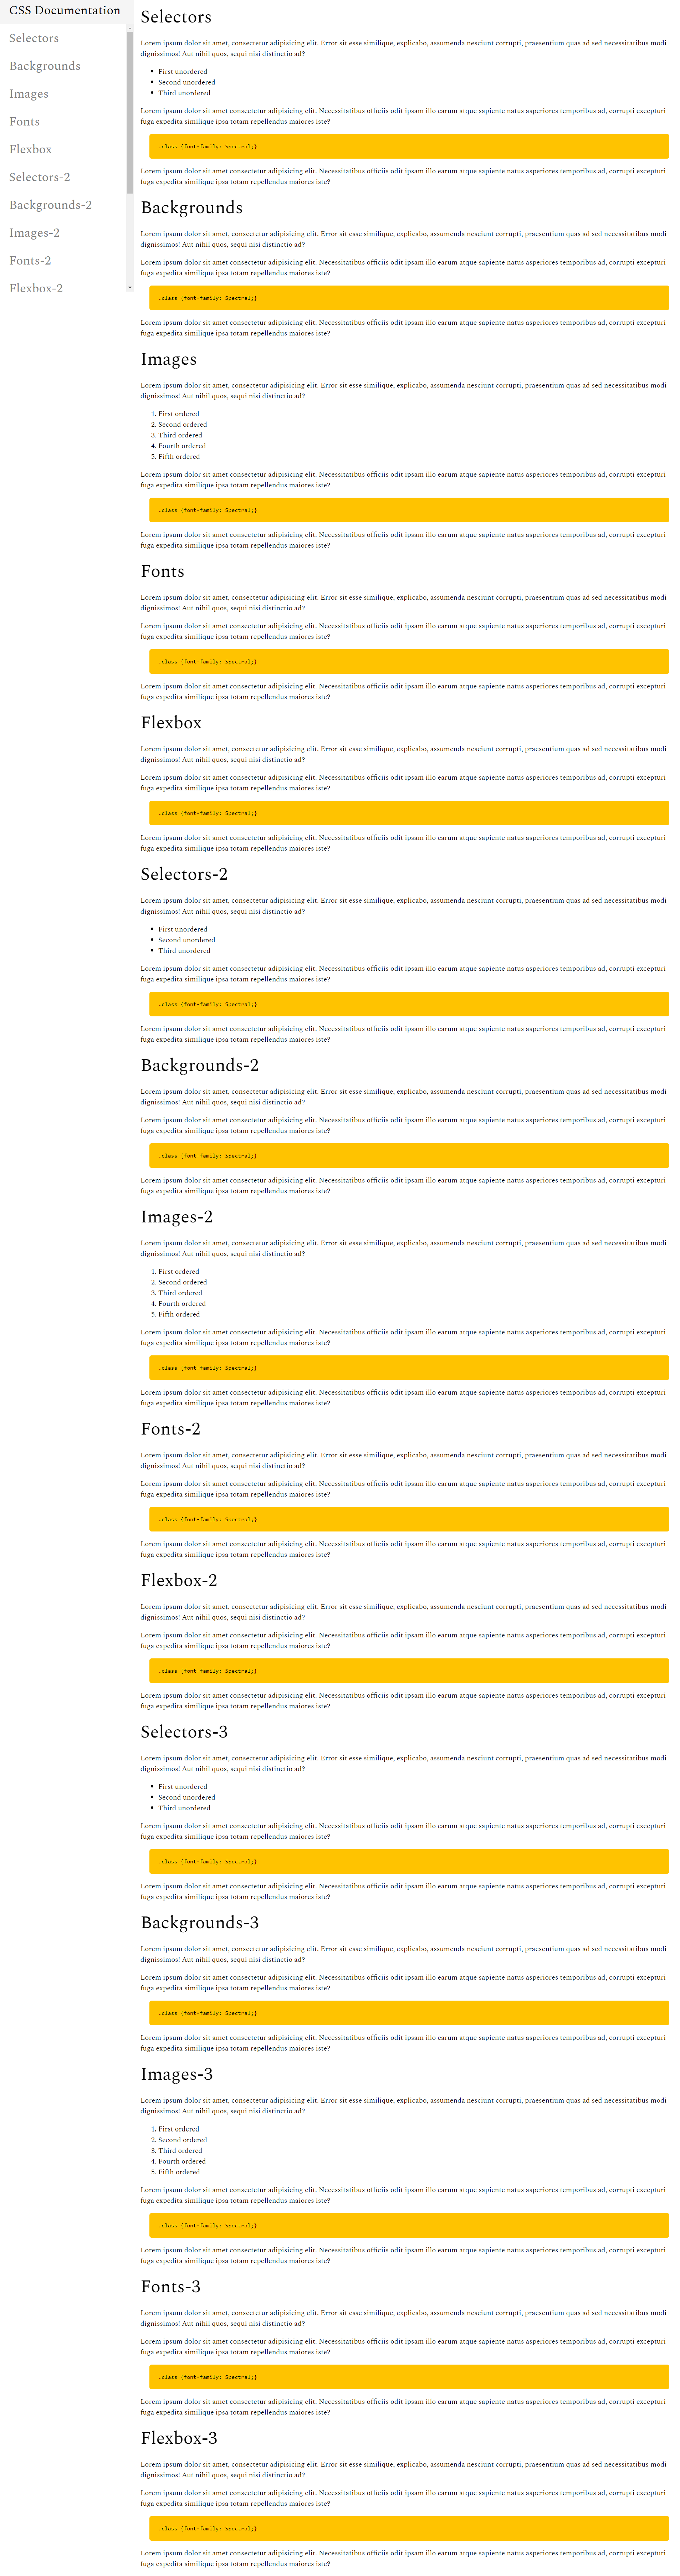 CSS Documentation
Selectors
Backgrounds
Images
Fonts
Flexbox
Selectors-2
Backgrounds-2
Images-2
Fonts-2
Flexbox-2
Selectors
Lorem ipsum dolor sit amet, consectetur adipisicing elit. Error sit esse similique, explicabo, assumenda nesciunt corrupti, praesentium quas ad sed necessitatibus modi
dignissimos! Aut nihil quos, sequi nisi distinctio ad?
• First unordered
• Second unordered
• Third unordered
Lorem ipsum dolor sit amet consectetur adipisicing elit. Necessitatibus officiis odit ipsam illo earum atque sapiente natus asperiores temporibus ad, corrupti excepturi
fuga expedita similique ipsa totam repellendus maiores iste?
.class {font-family: Spectral;}
Lorem ipsum dolor sit amet consectetur adipisicing elit. Necessitatibus officiis odit ipsam illo earum atque sapiente natus asperiores temporibus ad, corrupti excepturi
fuga expedita similique ipsa totam repellendus maiores iste?
Backgrounds
Lorem ipsum dolor sit amet, consectetur adipisicing elit. Error sit esse similique, explicabo, assumenda nesciunt corrupti, praesentium quas ad sed necessitatibus modi
dignissimos! Aut nihil quos, sequi nisi distinctio ad?
Lorem ipsum dolor sit amet consectetur adipisicing elit. Necessitatibus officiis odit ipsam illo earum atque sapiente natus asperiores temporibus ad, corrupti excepturi
fuga expedita similique ipsa totam repellendus maiores iste?
.class {font-family: Spectral;}
Lorem ipsum dolor sit amet consectetur adipisicing elit. Necessitatibus officiis odit ipsam illo earum atque sapiente natus asperiores temporibus ad, corrupti excepturi
fuga expedita similique ipsa totam repellendus maiores iste?
Images
Lorem ipsum dolor sit amet, consectetur adipisicing elit. Error sit esse similique, explicabo, assumenda nesciunt corrupti, praesentium quas ad sed necessitatibus modi
dignissimos! Aut nihil quos, sequi nisi distinctio ad?
1. First ordered
2. Second ordered
3. Third ordered
4. Fourth ordered
5. Fifth ordered
Lorem ipsum dolor sit amet consectetur adipisicing elit. Necessitatibus officiis odit ipsam illo earum atque sapiente natus asperiores temporibus ad, corrupti excepturi
fuga expedita similique ipsa totam repellendus maiores iste?
.class {font-family: Spectral;}
Lorem ipsum dolor sit amet consectetur adipisicing elit. Necessitatibus officiis odit ipsam illo earum atque sapiente natus asperiores temporibus ad, corrupti excepturi
fuga expedita similique ipsa totam repellendus maiores iste?
Fonts
Lorem ipsum dolor sit amet, consectetur adipisicing elit. Error sit esse similique, explicabo, assumenda nesciunt corrupti, praesentium quas ad sed necessitatibus modi
dignissimos! Aut nihil quos, sequi nisi distinctio ad?
Lorem ipsum dolor sit amet consectetur adipisicing elit. Necessitatibus officiis odit ipsam illo earum atque sapiente natus asperiores temporibus ad, corrupti excepturi
fuga expedita similique ipsa totam repellendus maiores iste?
.class {font-family: Spectral;}
Lorem ipsum dolor sit amet consectetur adipisicing elit. Necessitatibus officiis odit ipsam illo earum atque sapiente natus asperiores temporibus ad, corrupti excepturi
fuga expedita similique ipsa totam repellendus maiores iste?
Flexbox
Lorem ipsum dolor sit amet, consectetur adipisicing elit. Error sit esse similique, explicabo, assumenda nesciunt corrupti, praesentium quas ad sed necessitatibus modi
dignissimos! Aut nihil quos, sequi nisi distinctio ad?
Lorem ipsum dolor sit amet consectetur adipisicing elit. Necessitatibus officiis odit ipsam illo earum atque sapiente natus asperiores temporibus ad, corrupti excepturi
fuga expedita similique ipsa totam repellendus maiores iste?
.class {font-family: Spectral;}
Lorem ipsum dolor sit amet consectetur adipisicing elit. Necessitatibus officiis odit ipsam illo earum atque sapiente natus asperiores temporibus ad, corrupti excepturi
fuga expedita similique ipsa totam repellendus maiores iste?
Selectors-2
Lorem ipsum dolor sit amet, consectetur adipisicing elit. Error sit esse similique, explicabo, assumenda nesciunt corrupti, praesentium quas ad sed necessitatibus modi
dignissimos! Aut nihil quos, sequi nisi distinctio ad?
• First unordered
• Second unordered
• Third unordered
Lorem ipsum dolor sit amet consectetur adipisicing elit. Necessitatibus officiis odit ipsam illo earum atque sapiente natus asperiores temporibus ad, corrupti excepturi
fuga expedita similique ipsa totam repellendus maiores iste?
.class {font-family: Spectral;}
Lorem ipsum dolor sit amet consectetur adipisicing elit. Necessitatibus officiis odit ipsam illo earum atque sapiente natus asperiores temporibus ad, corrupti excepturi
fuga expedita similique ipsa totam repellendus maiores iste?
Backgrounds-2
Lorem ipsum dolor sit amet, consectetur adipisicing elit. Error sit esse similique, explicabo, assumenda nesciunt corrupti, praesentium quas ad sed necessitatibus modi
dignissimos! Aut nihil quos, sequi nisi distinctio ad?
Lorem ipsum dolor sit amet consectetur adipisicing elit. Necessitatibus officiis odit ipsam illo earum atque sapiente natus asperiores temporibus ad, corrupti excepturi
fuga expedita similique ipsa totam repellendus maiores iste?
.class {font-family: Spectral;}
Lorem ipsum dolor sit amet consectetur adipisicing elit. Necessitatibus officiis odit ipsam illo earum atque sapiente natus asperiores temporibus ad, corrupti excepturi
fuga expedita similique ipsa totam repellendus maiores iste?
Images-2
Lorem ipsum dolor sit amet, consectetur adipisicing elit. Error sit esse similique, explicabo, assumenda nesciunt corrupti, praesentium quas ad sed necessitatibus modi
dignissimos! Aut nihil quos, sequi nisi distinctio ad?
1. First ordered
2. Second ordered
3. Third ordered
4. Fourth ordered
5. Fifth ordered
Lorem ipsum dolor sit amet consectetur adipisicing elit. Necessitatibus officiis odit ipsam illo earum atque sapiente natus asperiores temporibus ad, corrupti excepturi
fuga expedita similique ipsa totam repellendus maiores iste?
.class {font-family: Spectral;}
Lorem ipsum dolor sit amet consectetur adipisicing elit. Necessitatibus officiis odit ipsam illo earum atque sapiente natus asperiores temporibus ad, corrupti excepturi
fuga expedita similique ipsa totam repellendus maiores iste?
Fonts-2
Lorem ipsum dolor sit amet, consectetur adipisicing elit. Error sit esse similique, explicabo, assumenda nesciunt corrupti, praesentium quas ad sed necessitatibus modi
dignissimos! Aut nihil quos, sequi nisi distinctio ad?
Lorem ipsum dolor sit amet consectetur adipisicing elit. Necessitatibus officiis odit ipsam illo earum atque sapiente natus asperiores temporibus ad, corrupti excepturi
fuga expedita similique ipsa totam repellendus maiores iste?
.class {font-family: Spectral;}
Lorem ipsum dolor sit amet consectetur adipisicing elit. Necessitatibus officiis odit ipsam illo earum atque sapiente natus asperiores temporibus ad, corrupti excepturi
fuga expedita similique ipsa totam repellendus maiores iste?
Flexbox-2
Lorem ipsum dolor sit amet, consectetur adipisicing elit. Error sit esse similique, explicabo, assumenda nesciunt corrupti, praesentium quas ad sed necessitatibus modi
dignissimos! Aut nihil quos, sequi nisi distinctio ad?
Lorem ipsum dolor sit amet consectetur adipisicing elit. Necessitatibus officiis odit ipsam illo earum atque sapiente natus asperiores temporibus ad, corrupti excepturi
fuga expedita similique ipsa totam repellendus maiores iste?
.class {font-family: Spectral;}
Lorem ipsum dolor sit amet consectetur adipisicing elit. Necessitatibus officiis odit ipsam illo earum atque sapiente natus asperiores temporibus ad, corrupti excepturi
fuga expedita similique ipsa totam repellendus maiores iste?
Selectors-3
Lorem ipsum dolor sit amet, consectetur adipisicing elit. Error sit esse similique, explicabo, assumenda nesciunt corrupti, praesentium quas ad sed necessitatibus modi
dignissimos! Aut nihil quos, sequi nisi distinctio ad?
• First unordered
• Second unordered
• Third unordered
Lorem ipsum dolor sit amet consectetur adipisicing elit. Necessitatibus officiis odit ipsam illo earum atque sapiente natus asperiores temporibus ad, corrupti excepturi
fuga expedita similique ipsa totam repellendus maiores iste?
.class {font-family: Spectral;}
Lorem ipsum dolor sit amet consectetur adipisicing elit. Necessitatibus officiis odit ipsam illo earum atque sapiente natus asperiores temporibus ad, corrupti excepturi
fuga expedita similique ipsa totam repellendus maiores iste?
Backgrounds-3
Lorem ipsum dolor sit amet, consectetur adipisicing elit. Error sit esse similique, explicabo, assumenda nesciunt corrupti, praesentium quas ad sed necessitatibus modi
dignissimos! Aut nihil quos, sequi nisi distinctio ad?
Lorem ipsum dolor sit amet consectetur adipisicing elit. Necessitatibus officiis odit ipsam illo earum atque sapiente natus asperiores temporibus ad, corrupti excepturi
fuga expedita similique ipsa totam repellendus maiores iste?
.class {font-family: Spectral;}
Lorem ipsum dolor sit amet consectetur adipisicing elit. Necessitatibus officiis odit ipsam illo earum atque sapiente natus asperiores temporibus ad, corrupti excepturi
fuga expedita similique ipsa totam repellendus maiores iste?
Images-3
Lorem ipsum dolor sit amet, consectetur adipisicing elit. Error sit esse similique, explicabo, assumenda nesciunt corrupti, praesentium quas ad sed necessitatibus modi
dignissimos! Aut nihil quos, sequi nisi distinctio ad?
1. First ordered
2. Second ordered
3. Third ordered
4. Fourth ordered
5. Fifth ordered
Lorem ipsum dolor sit amet consectetur adipisicing elit. Necessitatibus officiis odit ipsam illo earum atque sapiente natus asperiores temporibus ad, corrupti excepturi
fuga expedita similique ipsa totam repellendus maiores iste?
.class {font-family: Spectral;}
Lorem ipsum dolor sit amet consectetur adipisicing elit. Necessitatibus officiis odit ipsam illo earum atque sapiente natus asperiores temporibus ad, corrupti excepturi
fuga expedita similique ipsa totam repellendus maiores iste?
Fonts-3
Lorem ipsum dolor sit amet, consectetur adipisicing elit. Error sit esse similique, explicabo, assumenda nesciunt corrupti, praesentium quas ad sed necessitatibus modi
dignissimos! Aut nihil quos, sequi nisi distinctio ad?
Lorem ipsum dolor sit amet consectetur adipisicing elit. Necessitatibus officiis odit ipsam illo earum atque sapiente natus asperiores temporibus ad, corrupti excepturi
fuga expedita similique ipsa totam repellendus maiores iste?
.class {font-family: Spectral;}
Lorem ipsum dolor sit amet consectetur adipisicing elit. Necessitatibus officiis odit ipsam illo earum atque sapiente natus asperiores temporibus ad, corrupti excepturi
fuga expedita similique ipsa totam repellendus maiores iste?
Flexbox-3
Lorem ipsum dolor sit amet, consectetur adipisicing elit. Error sit esse similique, explicabo, assumenda nesciunt corrupti, praesentium quas ad sed necessitatibus modi
dignissimos! Aut nihil quos, sequi nisi distinctio ad?
Lorem ipsum dolor sit amet consectetur adipisicing elit. Necessitatibus officiis odit ipsam illo earum atque sapiente natus asperiores temporibus ad, corrupti excepturi
fuga expedita similique ipsa totam repellendus maiores iste?
.class {font-family: Spectral;}
Lorem ipsum dolor sit amet consectetur adipisicing elit. Necessitatibus officiis odit ipsam illo earum atque sapiente natus asperiores temporibus ad, corrupti excepturi
fuga expedita similique ipsa totam repellendus maiores iste?